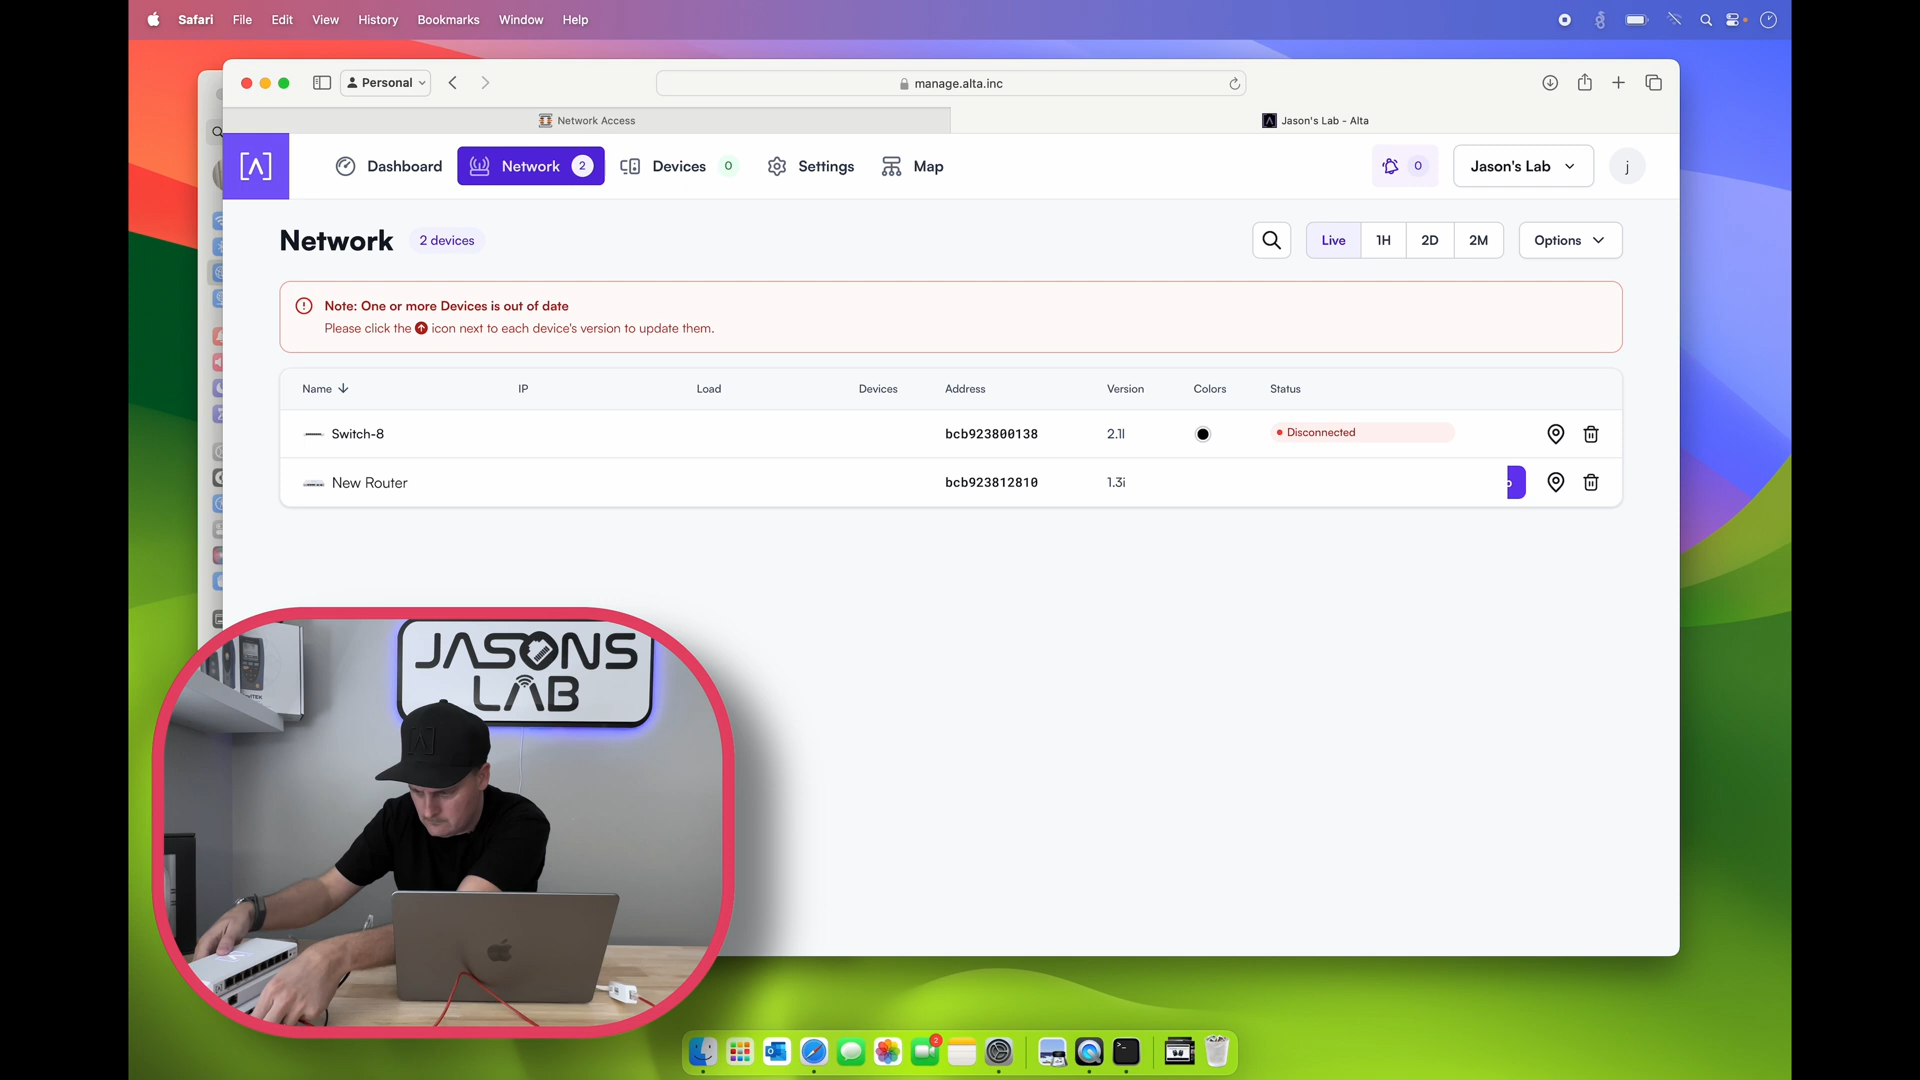 Safari File Edit View History Bookmarks Window Help
Personal
manage.alta.inc
Network Access
Jason's Lab - Alta
Dashboard
Network 2
Devices 0
Settings
Map
0
Jason's Lab
j
Network
2 devices
Live 1H 2D 2M
Options
Note: One or more Devices is out of date
Please click the icon next to each device's version to update them.
Name IP Load Devices Address Version Colors Status
Switch-8 bcb923800138 2.1l Disconnected
New Router bcb923812810 1.3i
JASONS
LAB
2